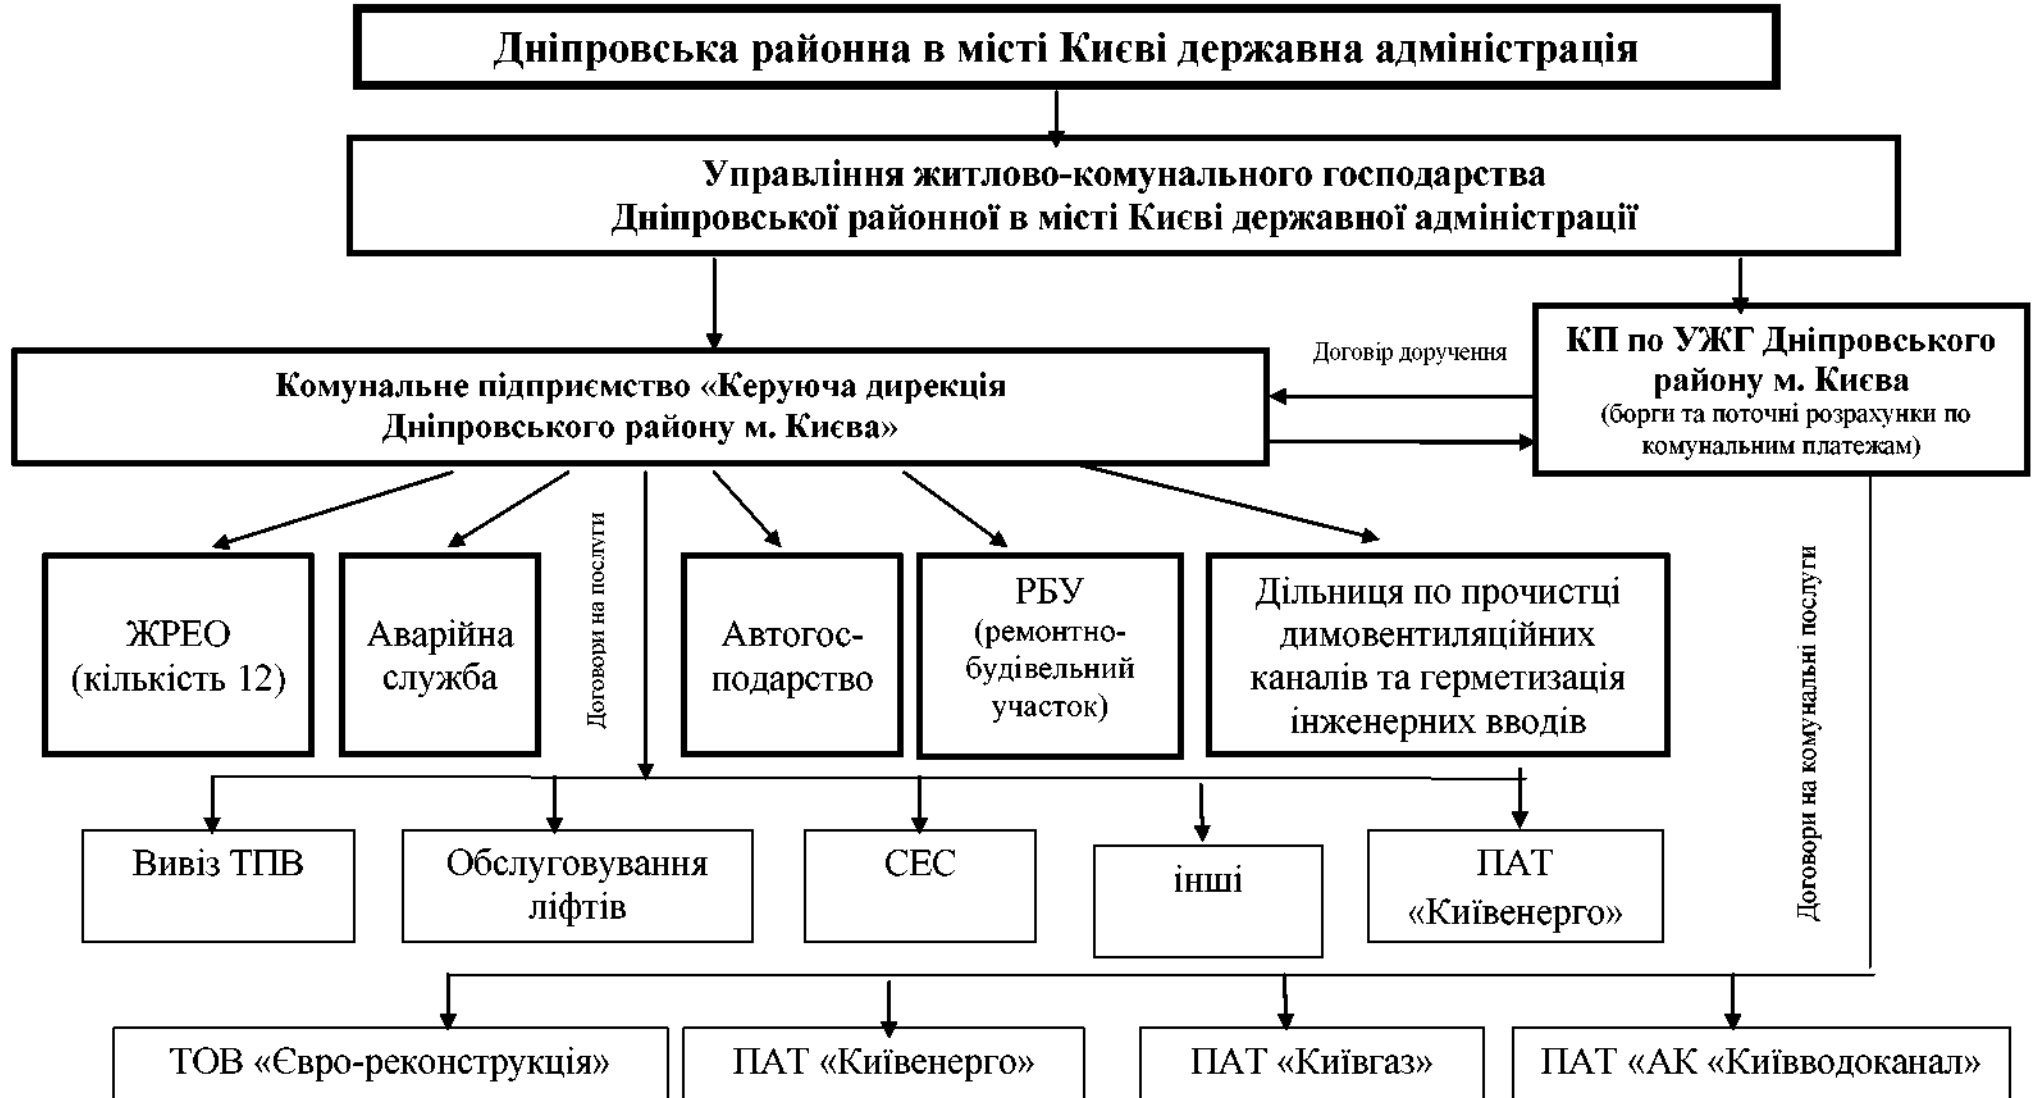 Дніпровська районна в місті Києві державна адміністрація
Управління житлово-комунального господарства
Дніпровської районної в місті Києві державної адміністрації
Договір доручення
КП по УЖГ Дніпровського
району м. Києва
(борги та поточні розрахунки по
комунальним платежам)
Комунальне підприємство «Керуюча дирекція
Дніпровського району м. Києва»
ЖРЕО
(кількість 12)
Аварійна
служба
Договори на послуги
Автогос-
подарство
РБУ
(ремонтно-
будівельний
участок)
Дільниця по прочистці
димовентиляційних
каналів та герметизація
інженерних вводів
Договори на комунальні послуги
Вивіз ТПВ
Обслуговування
ліфтів
СЕС
інші
ПАТ
«Київенерго»
ТОВ «Євро-реконструкція»
ПАТ «Київенерго»
ПАТ «Київгаз»
ПАТ «АК «Київводоканал»